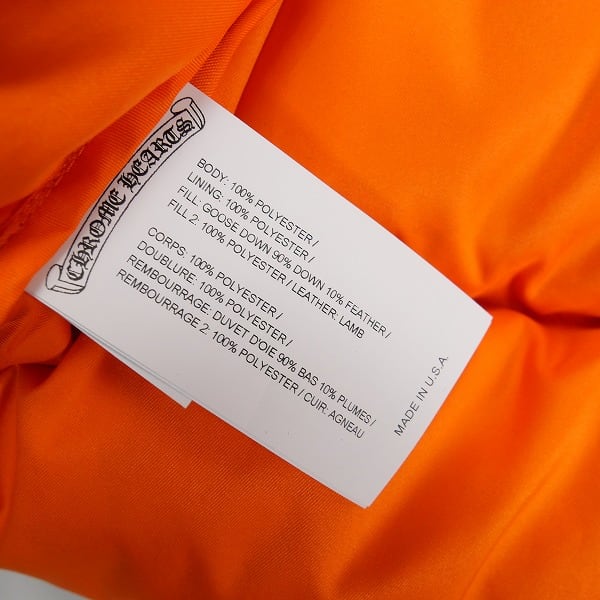 CHROME HEARTS
BODY: 100% POLYESTER /
LINING: 100% POLYESTER /
FILL: GOOSE DOWN 90% DOWN 10% FEATHER /
FILL 2: 100% POLYESTER / LEATHER: LAMB
CORPS: 100% POLYESTER /
DOUBLURE: 100% POLYESTER /
REMBOURRAGE: DUVET D'OIE 90% BAS 10% PLUMES /
REMBOURRAGE 2: 100% POLYESTER / CUIR: AGNEAU
MADE IN U.S.A.